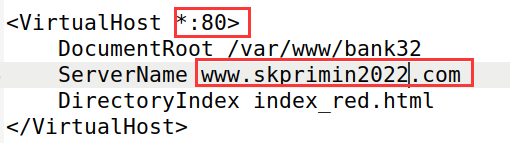 <VirtualHost *:80>
DocumentRoot /var/www/bank32
ServerName www.skprimin2022.com
DirectoryIndex index_red.html
</VirtualHost>